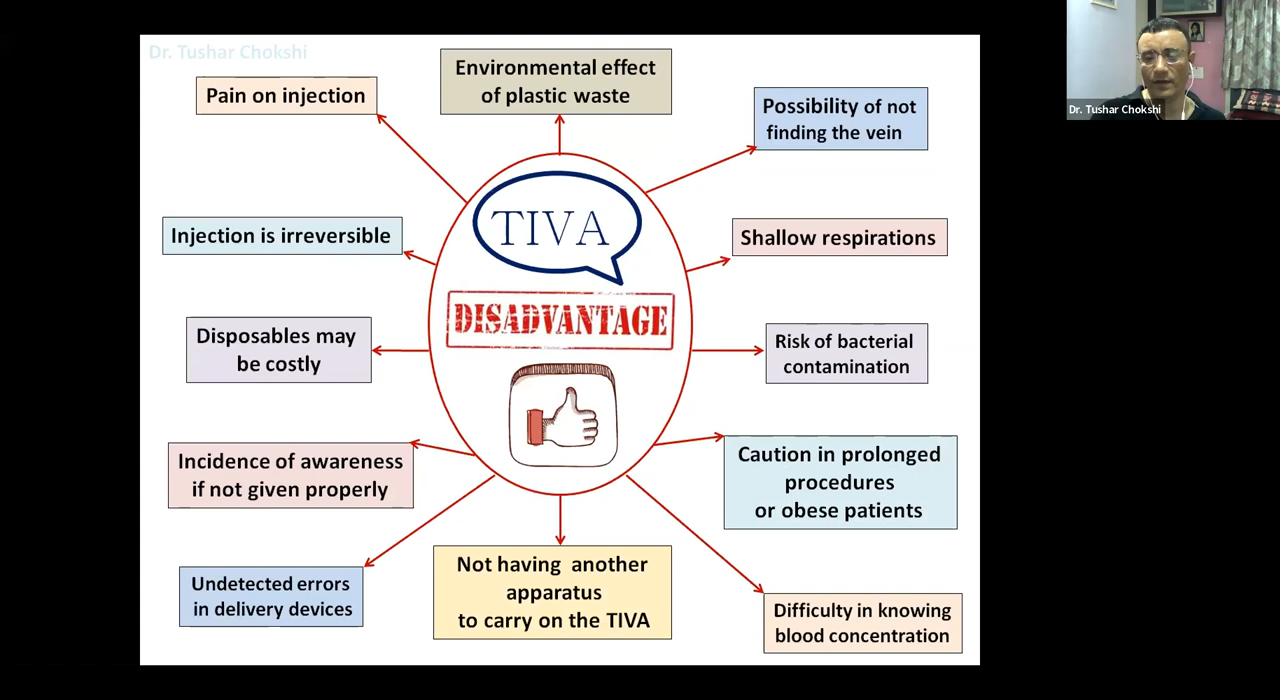 Dr. Tushar Chokshi
Pain on injection
Environmental effect
of plastic waste
Possibility of not
finding the vein
Injection is irreversible
TIVA
Shallow respirations
DISADVANTAGE
Disposables may
be costly
Risk of bacterial
contamination
Incidence of awareness
if not given properly
Caution in prolonged
procedures
or obese patients
Undetected errors
in delivery devices
Not having another
apparatus
to carry on the TIVA
Difficulty in knowing
blood concentration
Dr. Tushar Chokshi